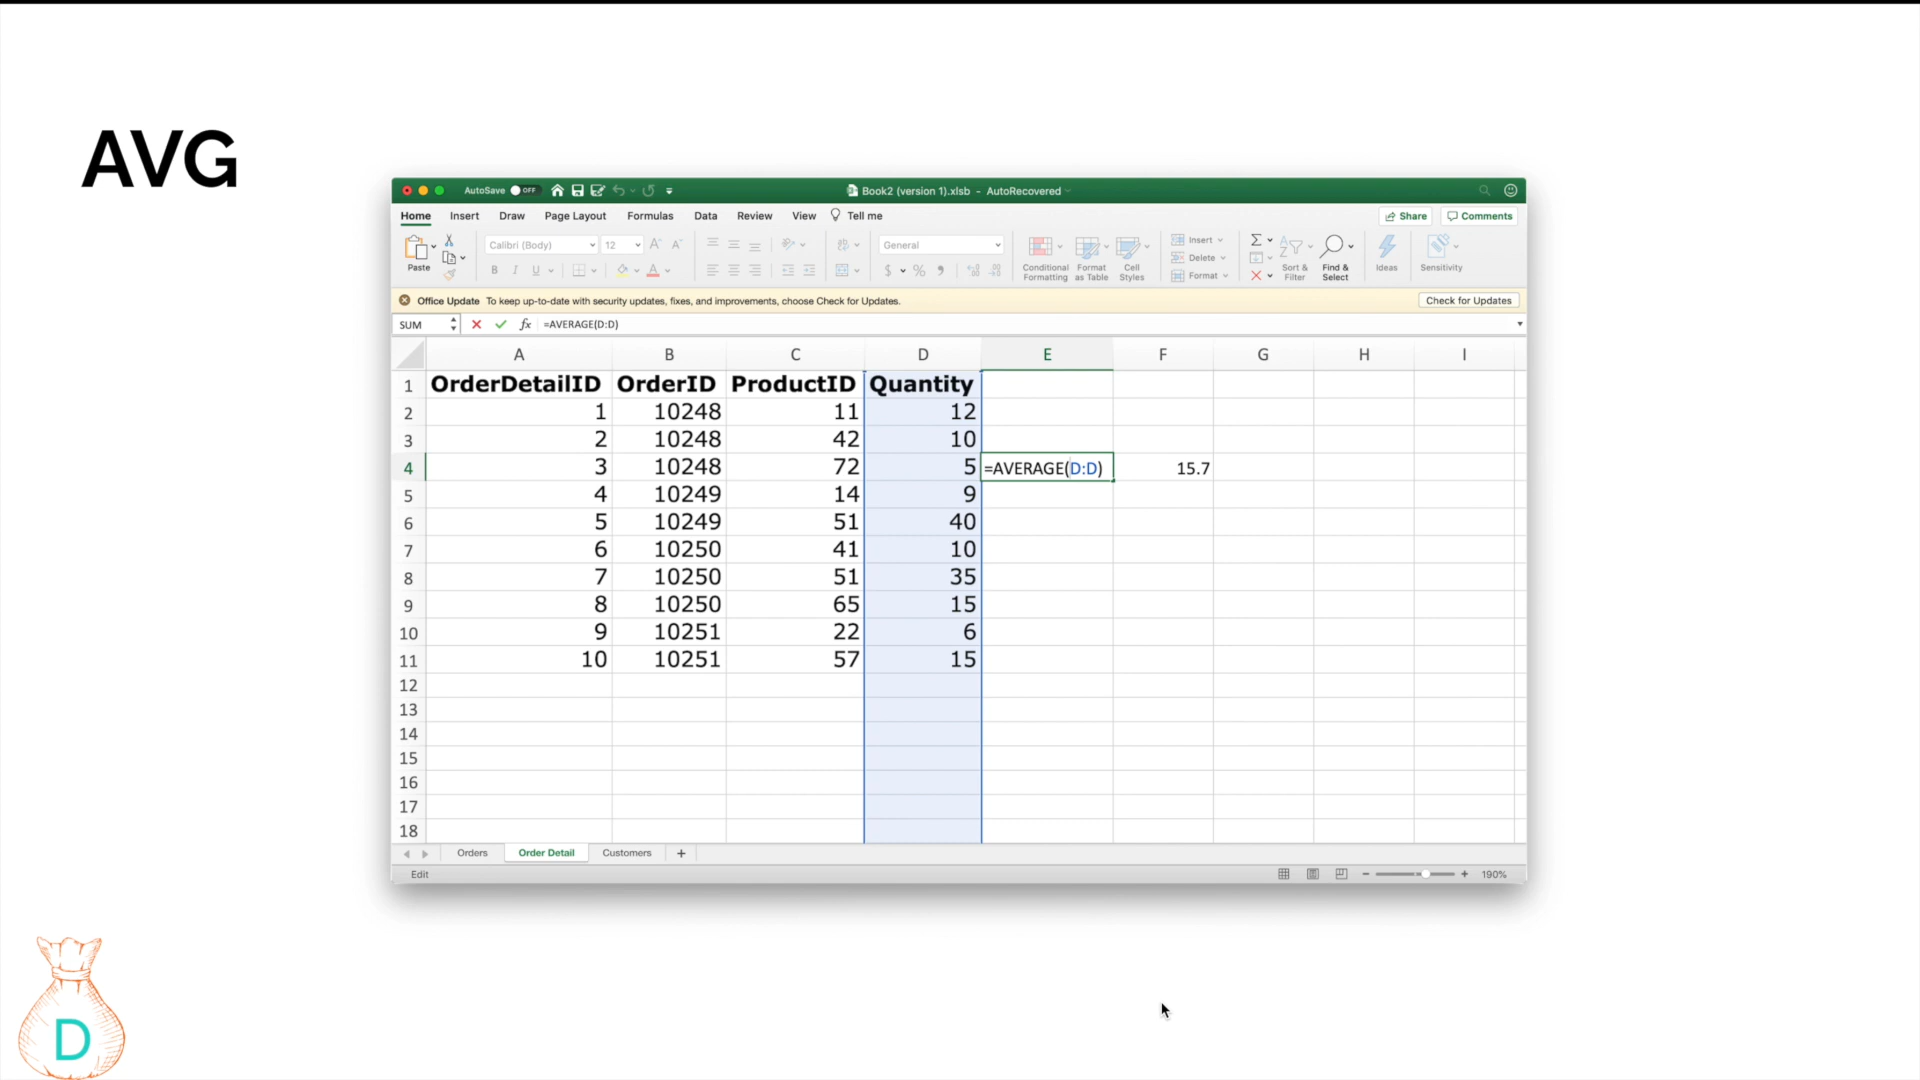 AVG
AutoSave OFF Book2 (version 1).xlsb - AutoRecovered
Home Insert Draw Page Layout Formulas Data Review View Tell me Share Comments
Paste Calibri (Body) 12 A A General Conditional Formatting Format as Table Cell Styles Insert Delete Format Sort & Filter Find & Select Ideas Sensitivity
B I U A $ %
Office Update To keep up-to-date with security updates, fixes, and improvements, choose Check for Updates. Check for Updates
SUM fx =AVERAGE(D:D)
A B C D E F G H I
1 OrderDetailID OrderID ProductID Quantity
2 1 10248 11 12
3 2 10248 42 10
4 3 10248 72 5 =AVERAGE(D:D) 15.7
5 4 10249 14 9
6 5 10249 51 40
7 6 10250 41 10
8 7 10250 51 35
9 8 10250 65 15
10 9 10251 22 6
11 10 10251 57 15
12
13
14
15
16
17
18
Orders Order Detail Customers +
Edit 190%
D